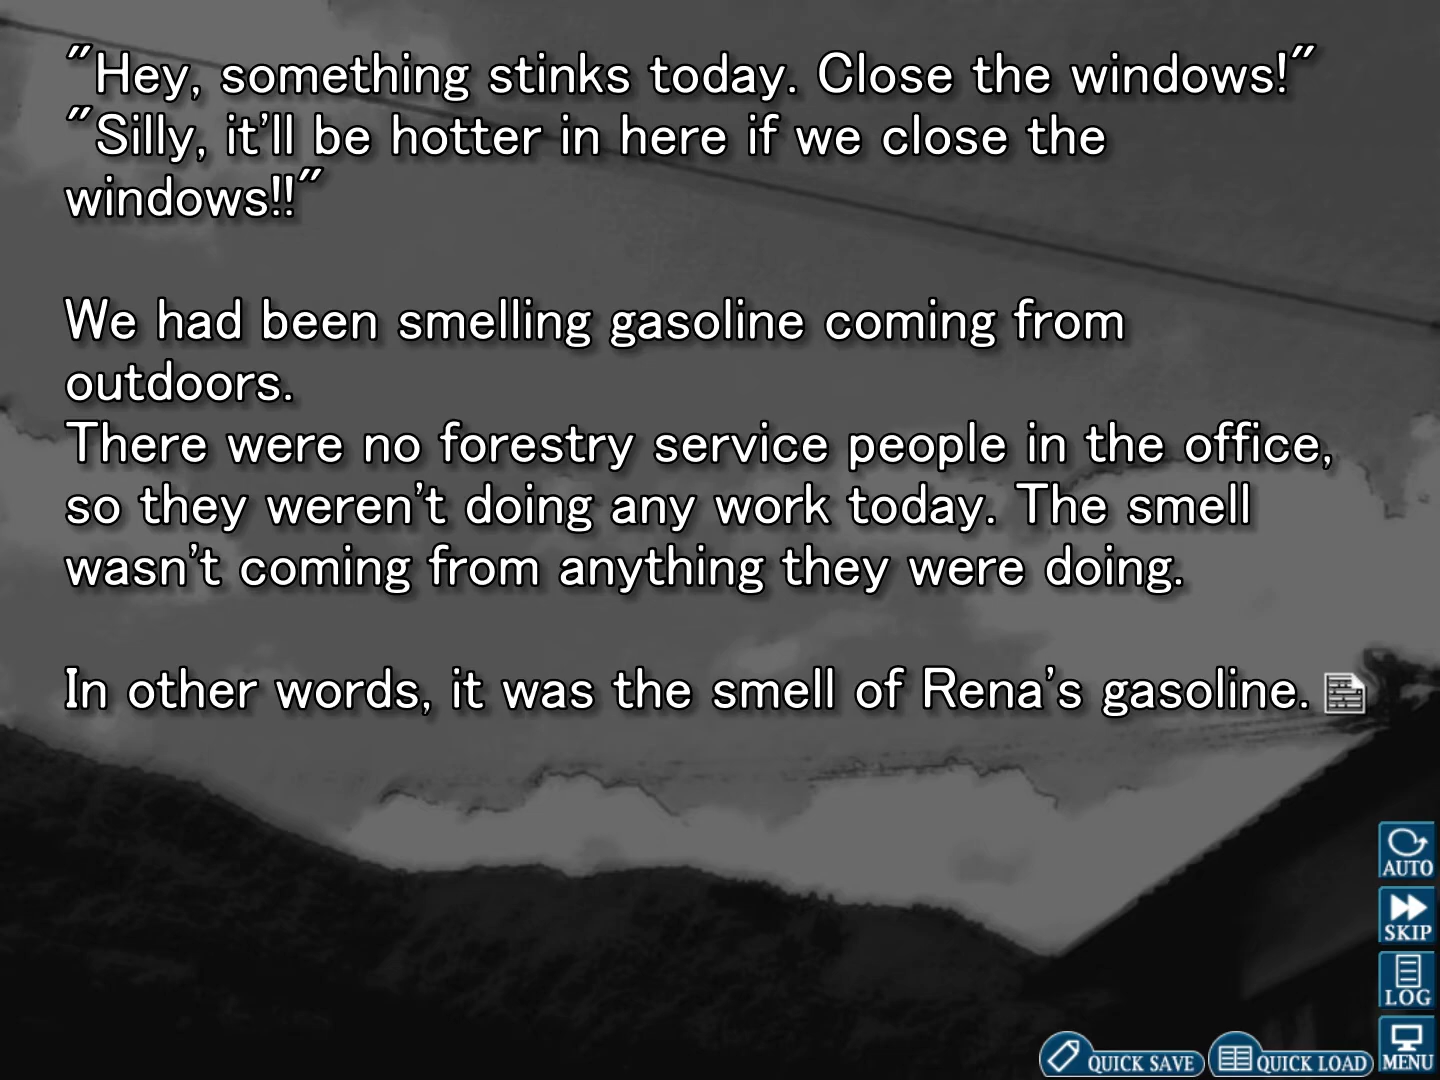 "Hey, something stinks today. Close the windows!"
"Silly, it'll be hotter in here if we close the
windows!!"
We had been smelling gasoline coming from
outdoors.
There were no forestry service people in the office,
so they weren't doing any work today. The smell
wasn't coming from anything they were doing.
In other words, it was the smell of Rena's gasoline.
AUTO
SKIP
LOG
MENU
QUICK SAVE
QUICK LOAD